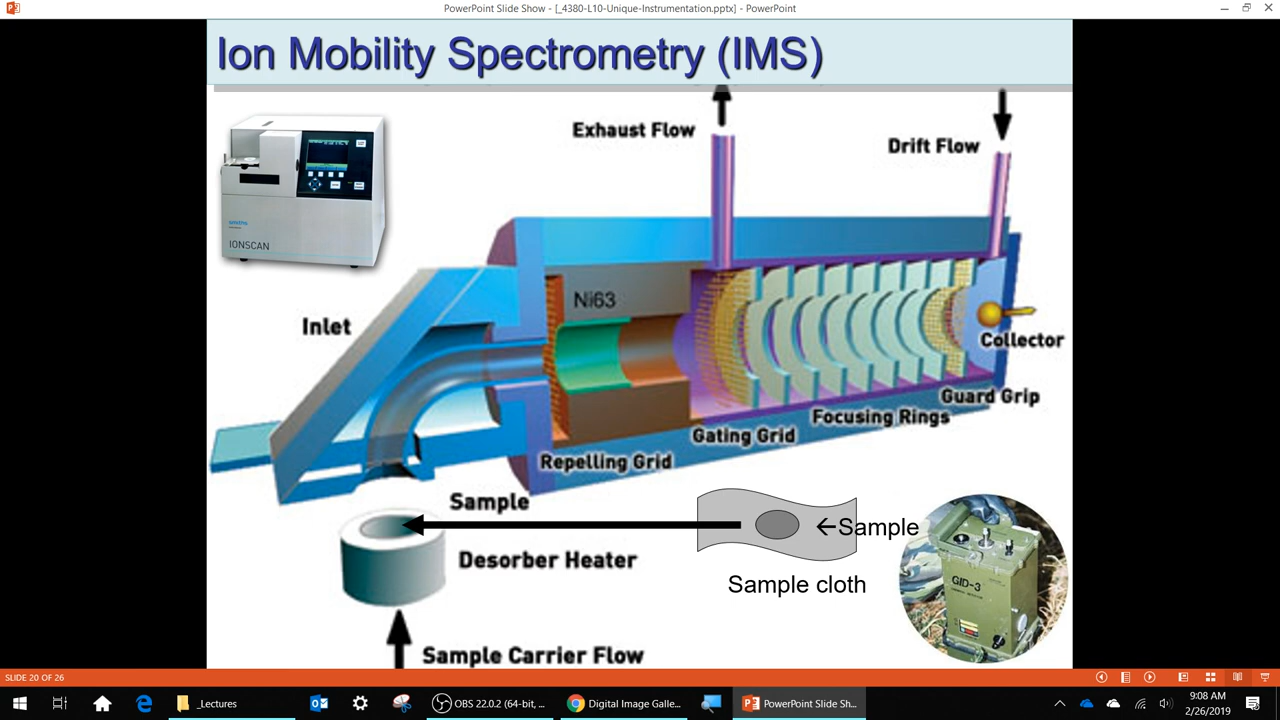 PowerPoint Slide Show - [_4380-L10-Unique-Instrumentation.pptx] - PowerPoint
Ion Mobility Spectrometry (IMS)
Exhaust Flow
Drift Flow
smiths
IONSCAN
Ni63
Inlet
Collector
Guard Grip
Focusing Rings
Gating Grid
Repelling Grid
Sample
←Sample
Desorber Heater
Sample cloth
GID-3
Sample Carrier Flow
SLIDE 20 OF 26
_Lectures
OBS 22.0.2 (64-bit, ...
Digital Image Galle...
PowerPoint Slide Sh...
9:08 AM
2/26/2019